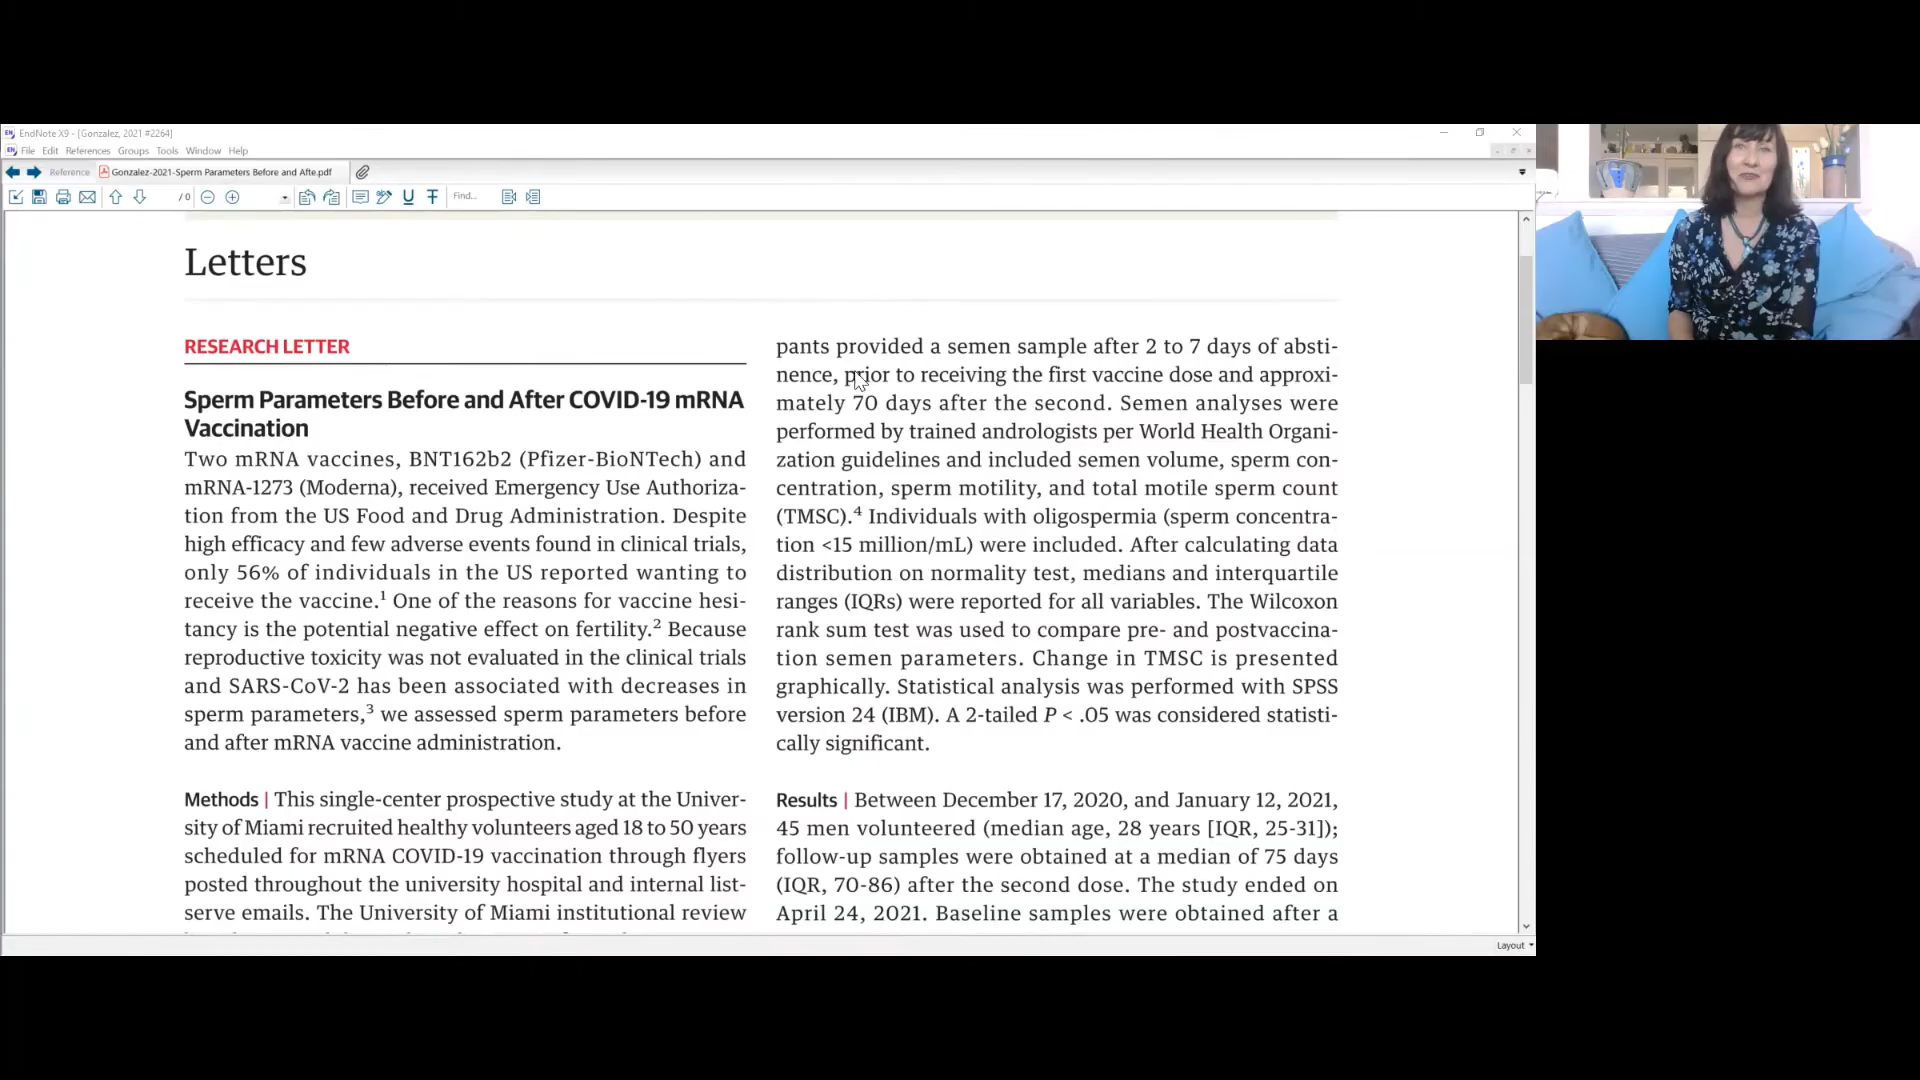 EndNote X9 - [Gonzalez, 2021 #2264]
File Edit References Groups Tools Window Help
Reference Gonzalez-2021-Sperm Parameters Before and Afte.pdf
/ 0 Find...
Letters
RESEARCH LETTER
Sperm Parameters Before and After COVID-19 mRNA
Vaccination
Two mRNA vaccines, BNT162b2 (Pfizer-BioNTech) and
mRNA-1273 (Moderna), received Emergency Use Authoriza-
tion from the US Food and Drug Administration. Despite
high efficacy and few adverse events found in clinical trials,
only 56% of individuals in the US reported wanting to
receive the vaccine.¹ One of the reasons for vaccine hesi-
tancy is the potential negative effect on fertility.² Because
reproductive toxicity was not evaluated in the clinical trials
and SARS-CoV-2 has been associated with decreases in
sperm parameters,³ we assessed sperm parameters before
and after mRNA vaccine administration.
Methods | This single-center prospective study at the Univer-
sity of Miami recruited healthy volunteers aged 18 to 50 years
scheduled for mRNA COVID-19 vaccination through flyers
posted throughout the university hospital and internal list-
serve emails. The University of Miami institutional review
pants provided a semen sample after 2 to 7 days of absti-
nence, prior to receiving the first vaccine dose and approxi-
mately 70 days after the second. Semen analyses were
performed by trained andrologists per World Health Organi-
zation guidelines and included semen volume, sperm con-
centration, sperm motility, and total motile sperm count
(TMSC).⁴ Individuals with oligospermia (sperm concentra-
tion <15 million/mL) were included. After calculating data
distribution on normality test, medians and interquartile
ranges (IQRs) were reported for all variables. The Wilcoxon
rank sum test was used to compare pre- and postvaccina-
tion semen parameters. Change in TMSC is presented
graphically. Statistical analysis was performed with SPSS
version 24 (IBM). A 2-tailed P < .05 was considered statisti-
cally significant.
Results | Between December 17, 2020, and January 12, 2021,
45 men volunteered (median age, 28 years [IQR, 25-31]);
follow-up samples were obtained at a median of 75 days
(IQR, 70-86) after the second dose. The study ended on
April 24, 2021. Baseline samples were obtained after a
Layout